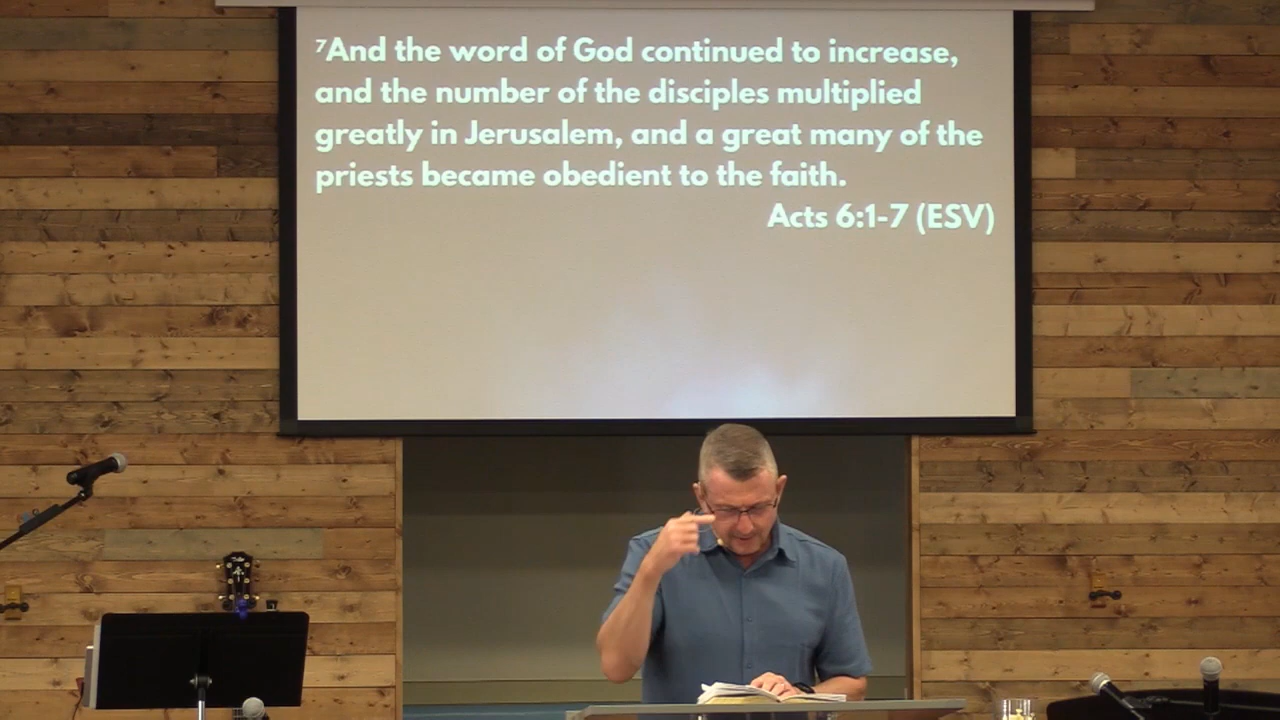 ⁷And the word of God continued to increase,
and the number of the disciples multiplied
greatly in Jerusalem, and a great many of the
priests became obedient to the faith.
Acts 6:1-7 (ESV)